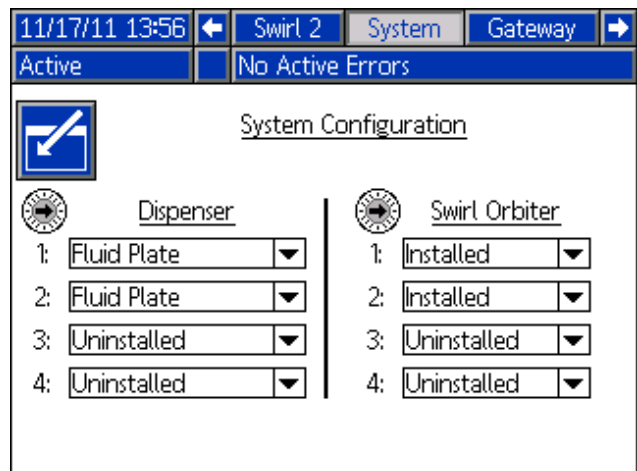 11/17/11 13:56 Swirl 2 System Gateway
Active No Active Errors
System Configuration
Dispenser
1: Fluid Plate
2: Fluid Plate
3: Uninstalled
4: Uninstalled
Swirl Orbiter
1: Installed
2: Installed
3: Uninstalled
4: Uninstalled